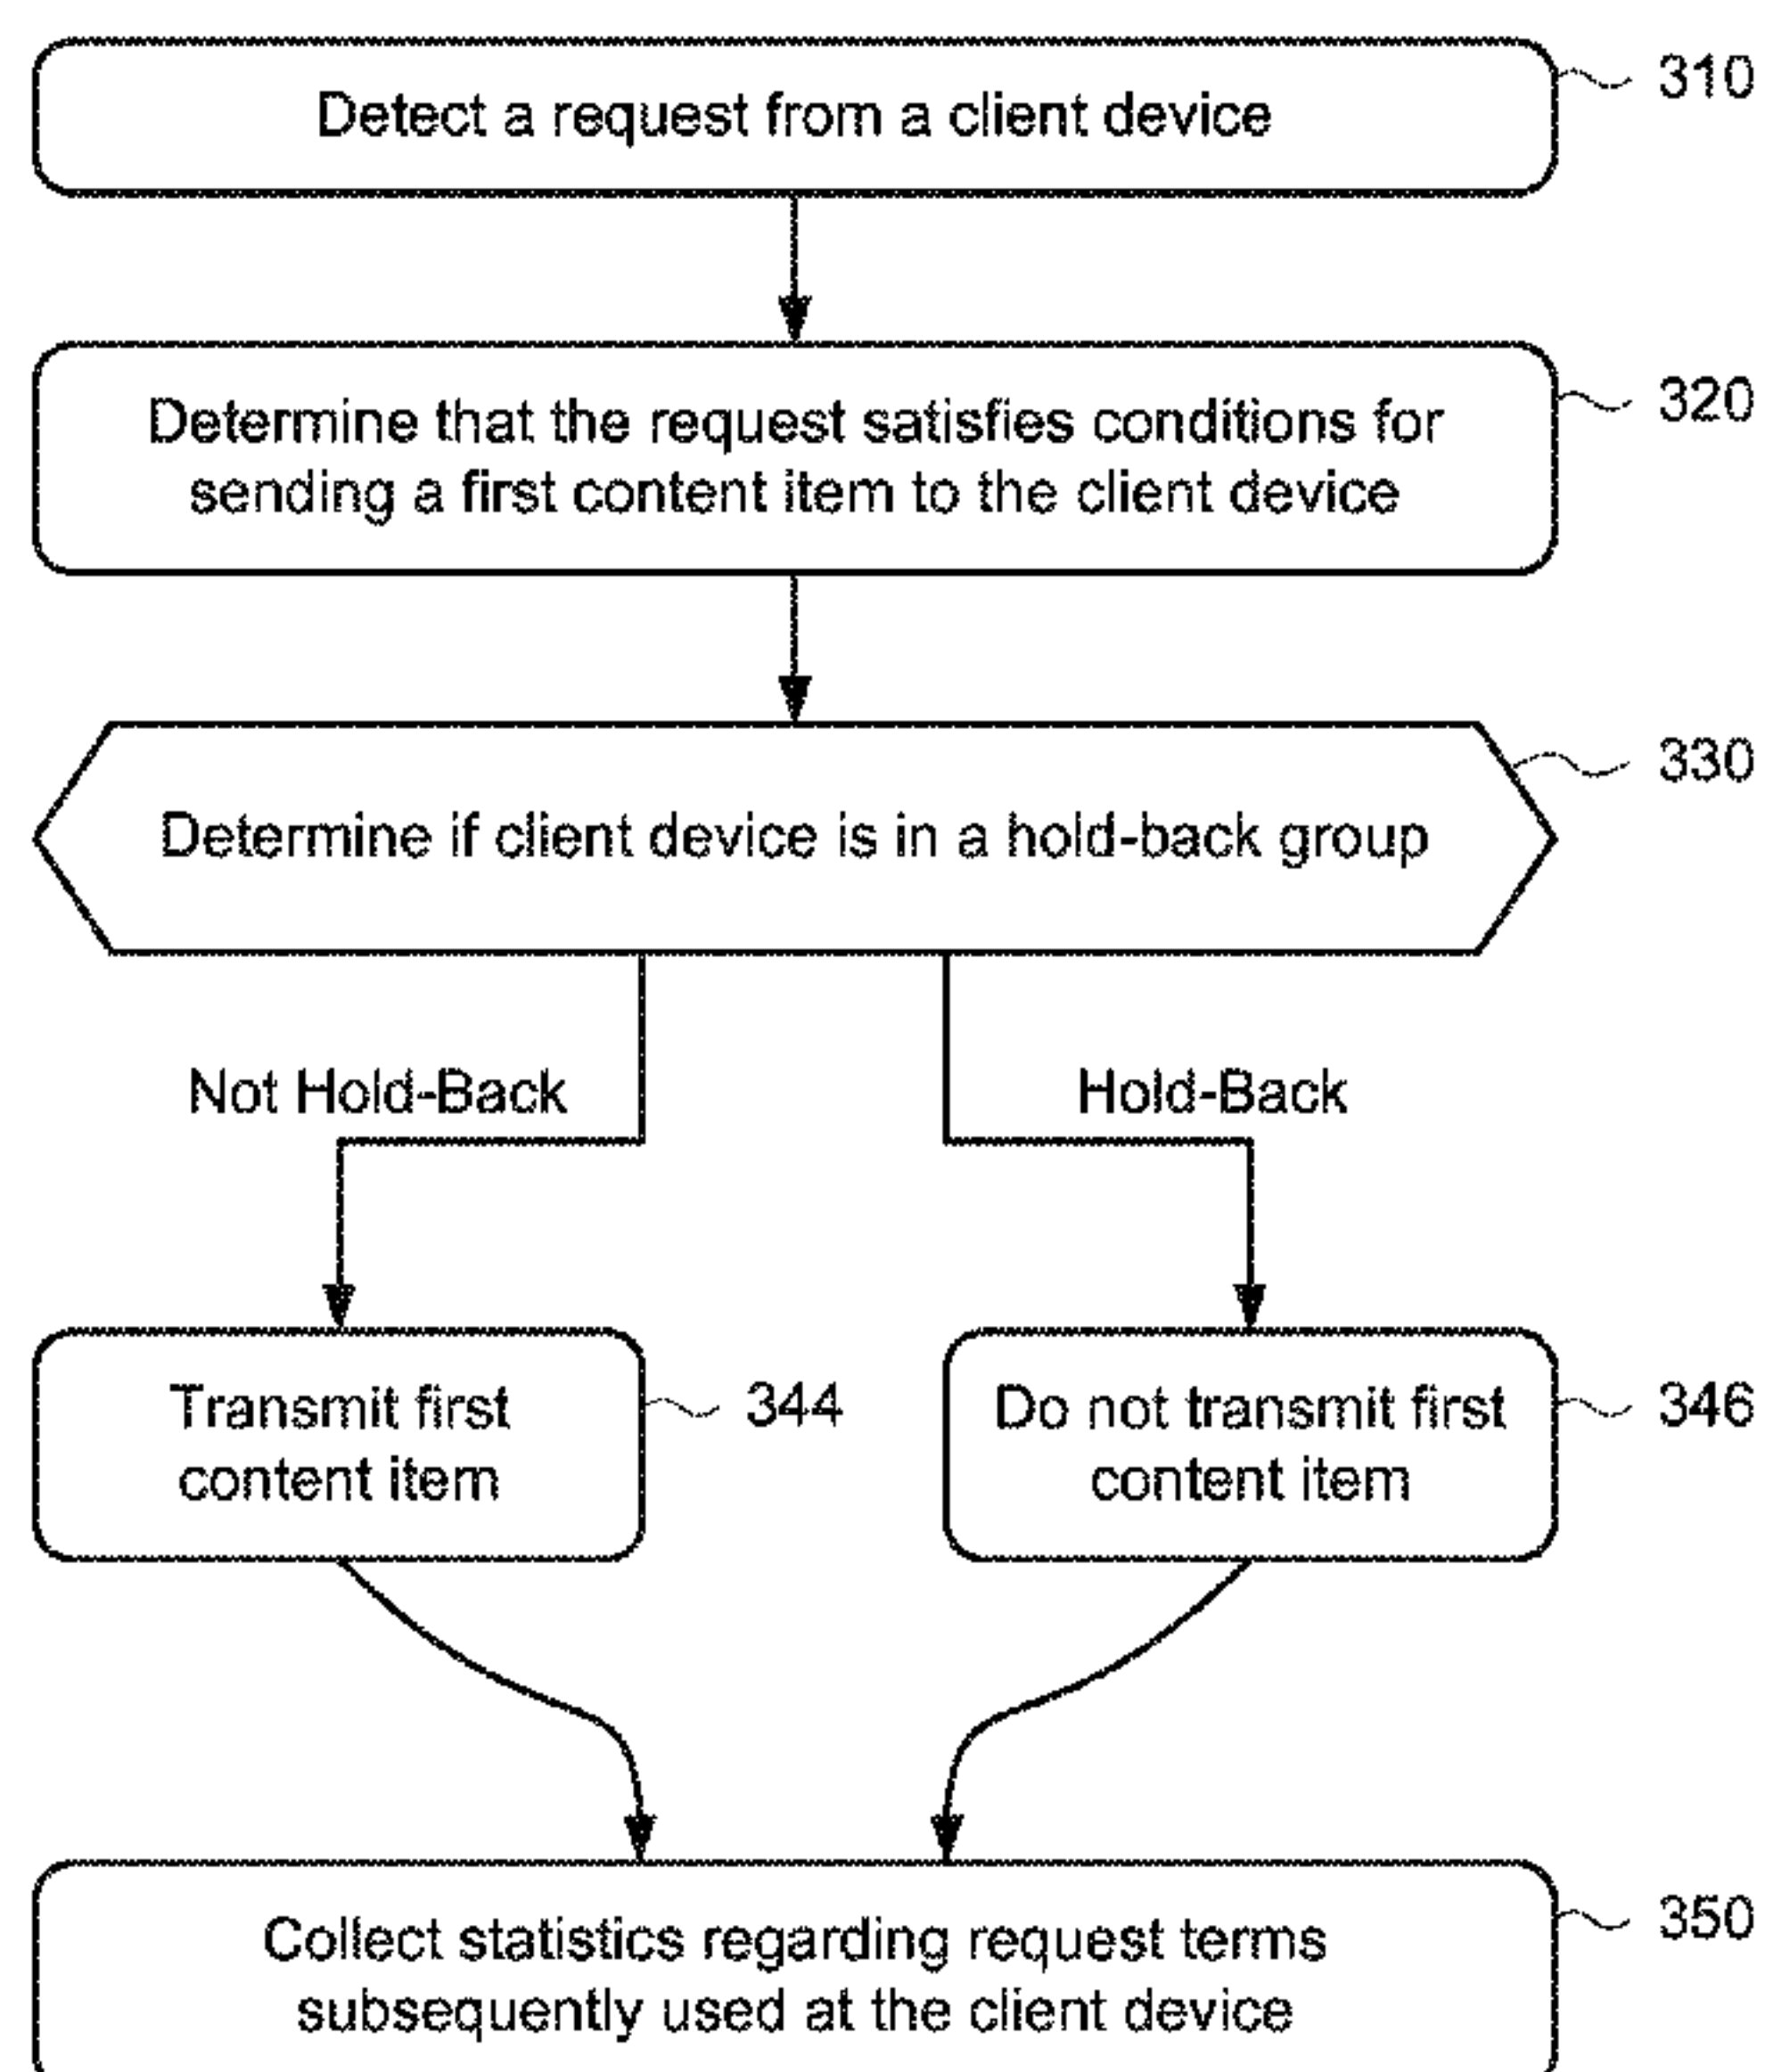 Detect a request from a client device
310
Determine that the request satisfies conditions for
sending a first content item to the client device
320
Determine if client device is in a hold-back group
330
Not Hold-Back
Hold-Back
Transmit first
content item
344
Do not transmit first
content item
346
Collect statistics regarding request terms
subsequently used at the client device
350